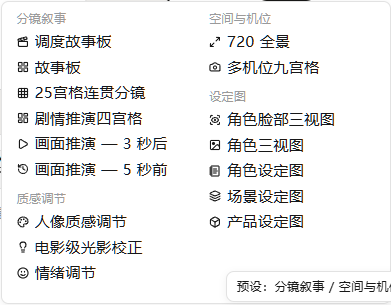 分镜叙事
调度故事板
故事板
25宫格连贯分镜
剧情推演四宫格
画面推演 — 3 秒后
画面推演 — 5 秒前
质感调节
人像质感调节
电影级光影校正
情绪调节
空间与机位
720 全景
多机位九宫格
设定图
角色脸部三视图
角色三视图
角色设定图
场景设定图
产品设定图
预设：分镜叙事 / 空间与机位